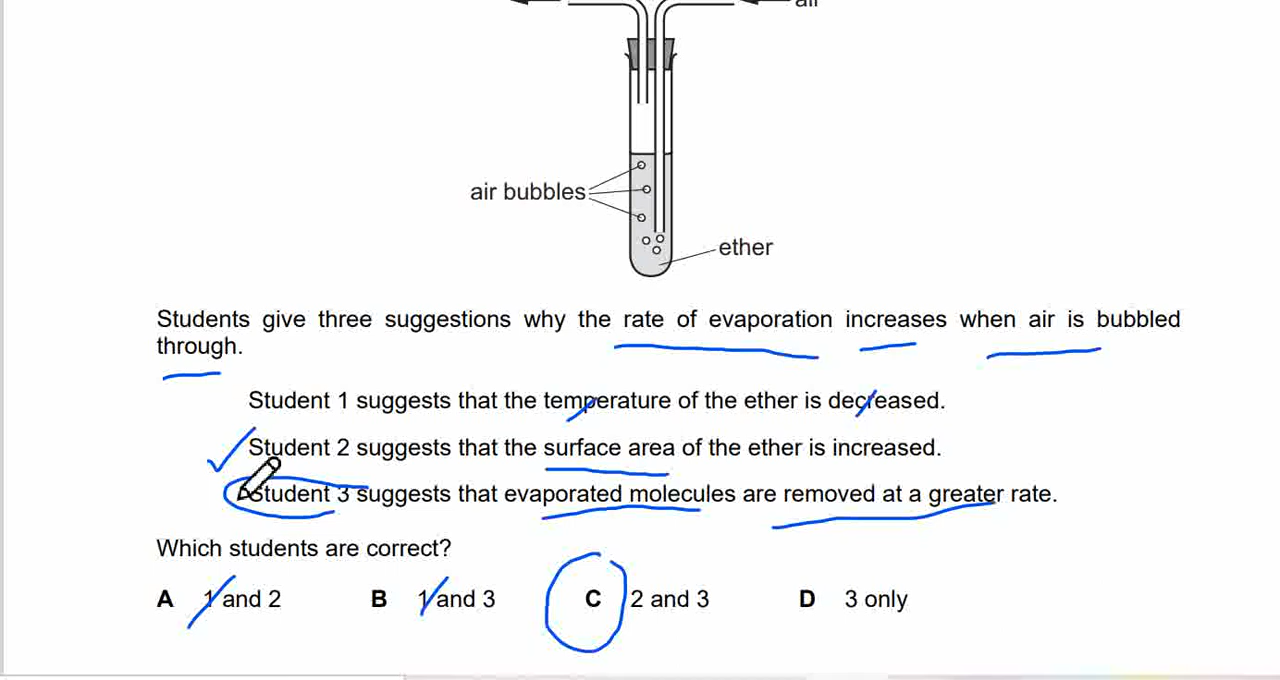 air
air bubbles
ether
Students give three suggestions why the rate of evaporation increases when air is bubbled
through.
Student 1 suggests that the temperature of the ether is decreased.
Student 2 suggests that the surface area of the ether is increased.
Student 3 suggests that evaporated molecules are removed at a greater rate.
Which students are correct?
A 1 and 2 B 1 and 3 C 2 and 3 D 3 only